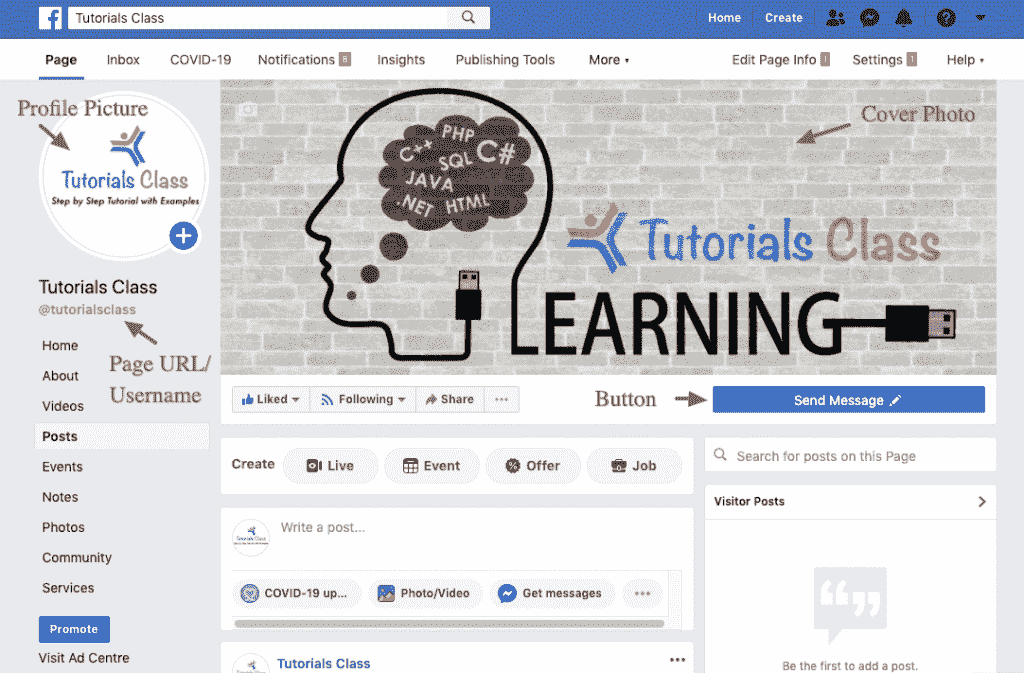 Tutorials Class
Home Create
Page Inbox COVID-19 Notifications 8 Insights Publishing Tools More Edit Page Info 1 Settings 1 Help
Profile Picture
Tutorials Class
Step by Step Tutorial with Examples
Cover Photo
PHP
C++ SQL C#
JAVA
.NET HTML
Tutorials Class
LEARNING
Tutorials Class
@tutorialsclass
Page URL/
Username
Home
About
Videos
Posts
Events
Notes
Photos
Community
Services
Promote
Visit Ad Centre
Liked Following Share ...
Button
Send Message
Create Live Event Offer Job
Write a post...
COVID-19 up... Photo/Video Get messages ...
Tutorials Class ...
Search for posts on this Page
Visitor Posts
Be the first to add a post.